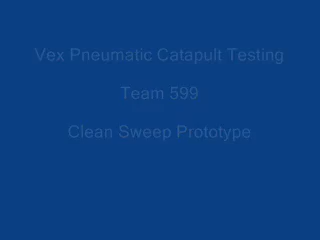 Vex Pneumatic Catapult Testing
Team 599
Clean Sweep Prototype